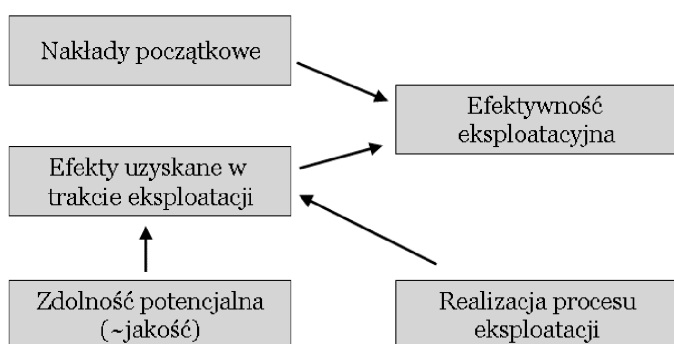 Nakłady początkowe
Efektywność
eksploatacyjna
Efekty uzyskane w
trakcie eksploatacji
Zdolność potencjalna
(~jakość)
Realizacja procesu
eksploatacji